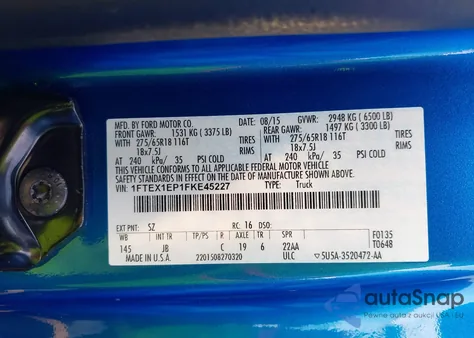 MFD. BY FORD MOTOR CO.
DATE: 08/15 GVWR: 2948 KG ( 6500 LB)
FRONT GAWR: 1531 KG ( 3375 LB) REAR GAWR: 1497 KG ( 3300 LB)
WITH 275/65R18 116T TIRES WITH 275/65R18 116T TIRES
18x7.5J RIMS 18x7.5J RIMS
AT 240 kPa/ 35 PSI COLD AT 240 kPa/ 35 PSI COLD
THIS VEHICLE CONFORMS TO ALL APPLICABLE FEDERAL MOTOR VEHICLE
SAFETY STANDARDS IN EFFECT ON THE DATE OF MANUFACTURE SHOWN ABOVE.
VIN: 1FTEX1EP1FKE45227 TYPE: Truck
EXT PNT: SZ RC: 16 DSO: F0135
WB INT TR TP/PS R AXLE TR SPR T0648
145 JB C 19 6 22AA
MADE IN U.S.A. 2201508270320 ULC 5U5A-3520472-AA
autoSnap
Pewne auta z aukcji USA i EU